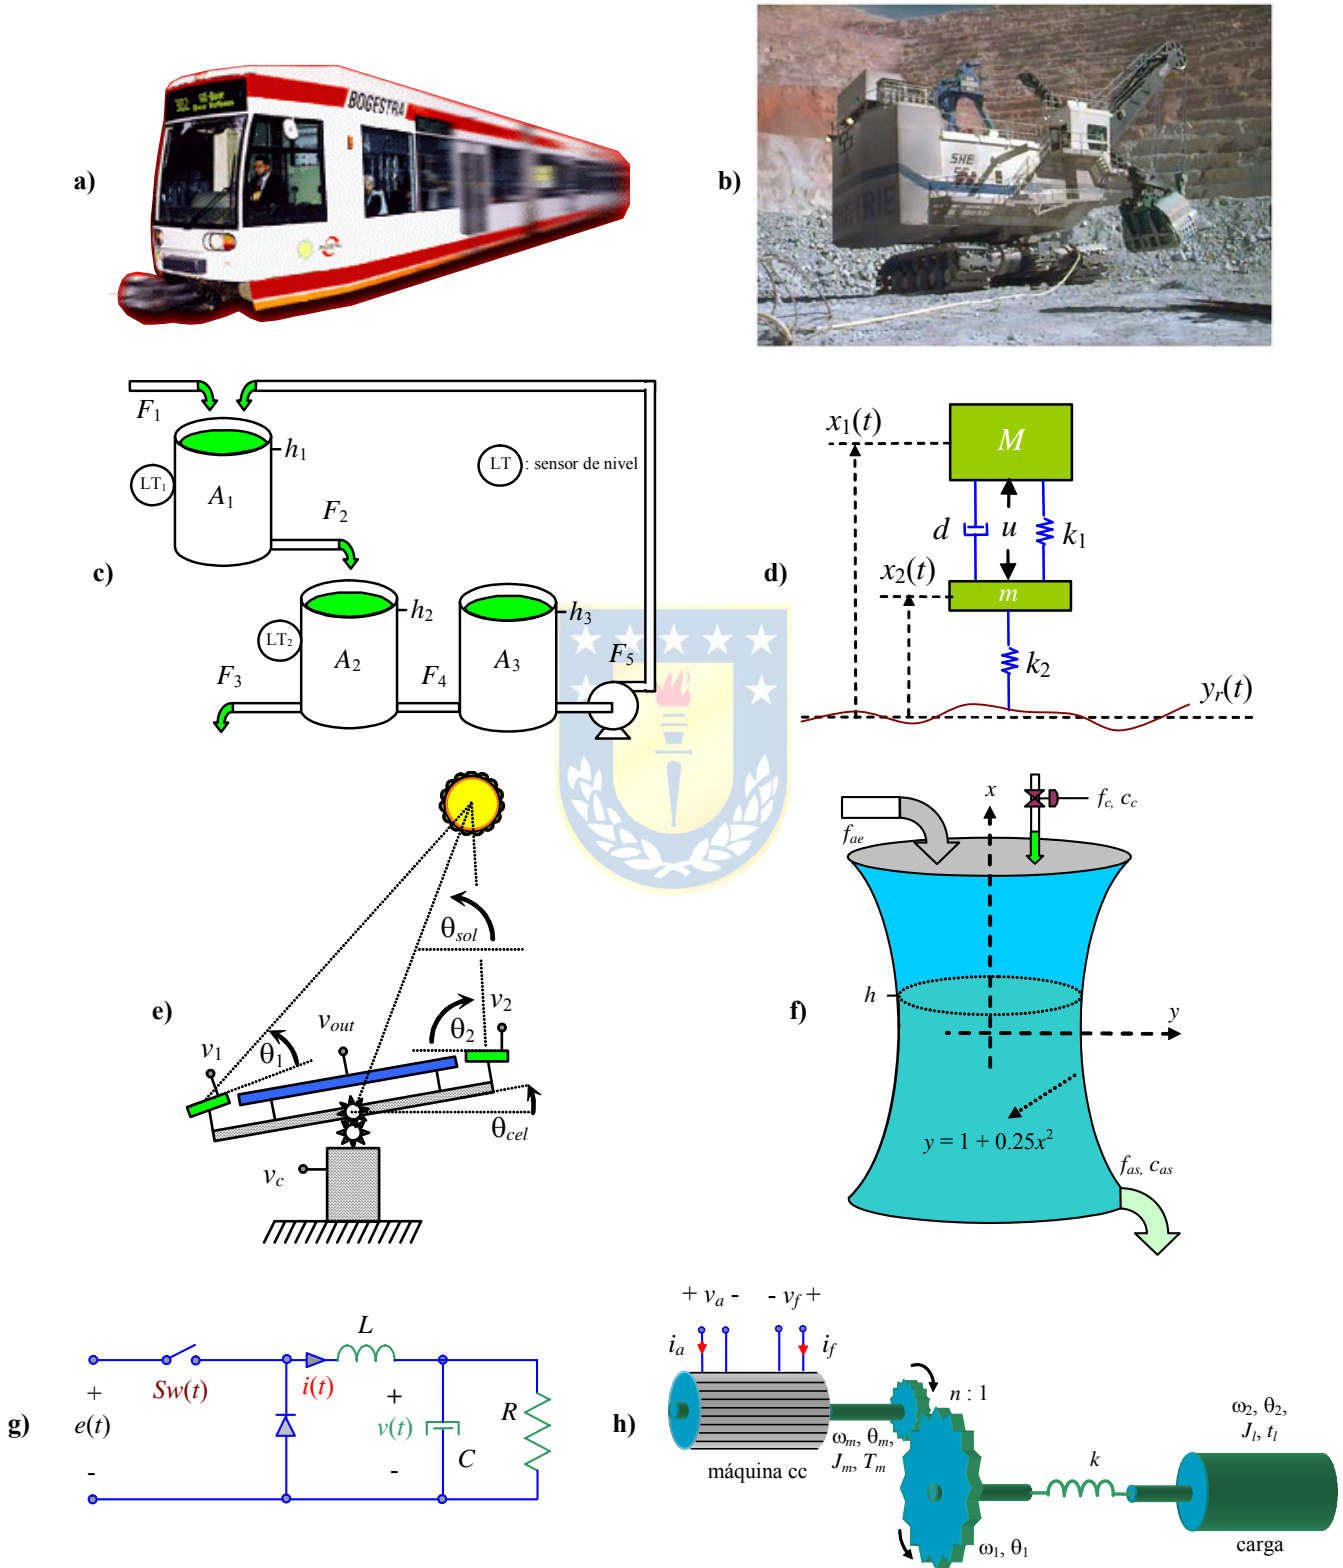 a)
302
BOGESTRA
b)
SHE
c)
F1
h1
LT1
A1
F2
LT : sensor de nivel
h2
LT2
A2
F3
F4
h3
A3
F5
d)
x1(t)
M
d
u
k1
x2(t)
m
k2
yr(t)
e)
θsol
v2
θ2
vout
v1
θ1
θcel
vc
f)
x
fc, cc
fae
h
y
y = 1 + 0.25x2
fas, cas
g)
L
Sw(t)
i(t)
+
e(t)
-
+
v(t)
-
C
R
h)
+ va - - vf +
ia
if
n : 1
ωm, θm,
Jm, Tm
máquina cc
k
ω2, θ2,
Jl, tl
ω1, θ1
carga